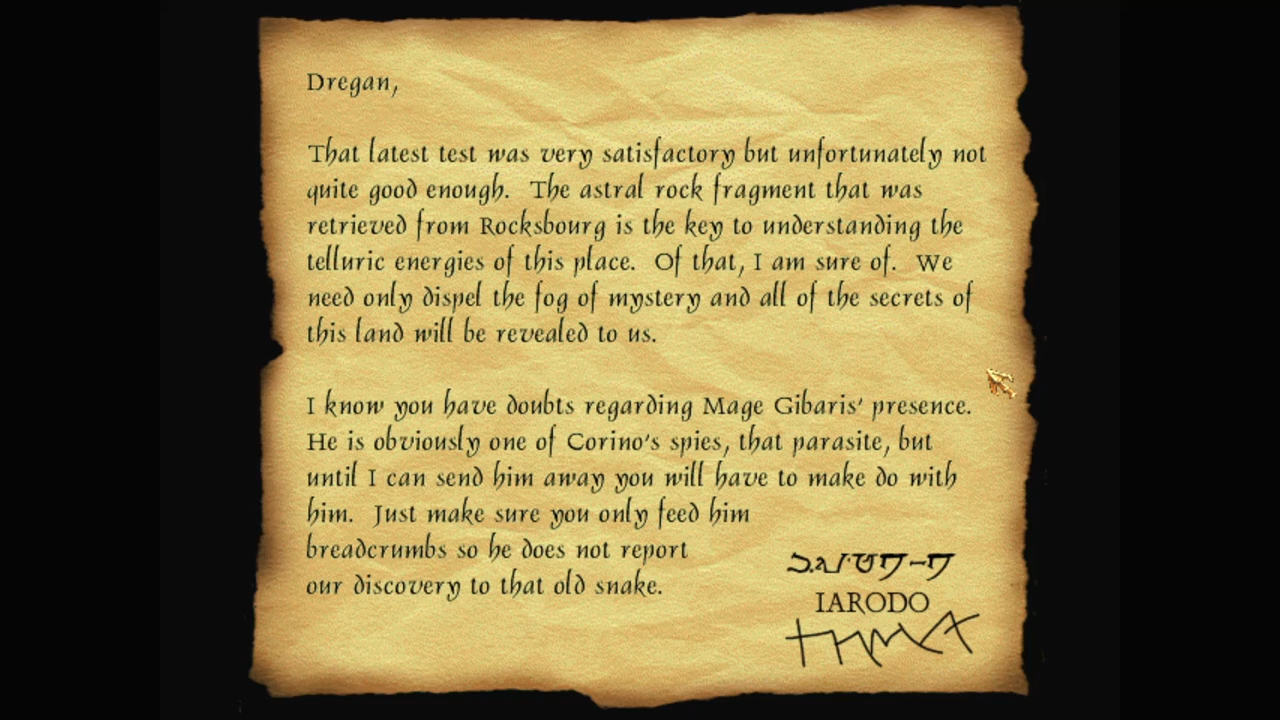 Dregan,
That latest test was very satisfactory but unfortunately not
quite good enough.  The astral rock fragment that was
retrieved from Rocksbourg is the key to understanding the
telluric energies of this place.  Of that, I am sure of.  We
need only dispel the fog of mystery and all of the secrets of
this land will be revealed to us.
I know you have doubts regarding Mage Gibaris' presence.
He is obviously one of Corino's spies, that parasite, but
until I can send him away you will have to make do with
him.  Just make sure you only feed him
breadcrumbs so he does not report
our discovery to that old snake.
IARODO